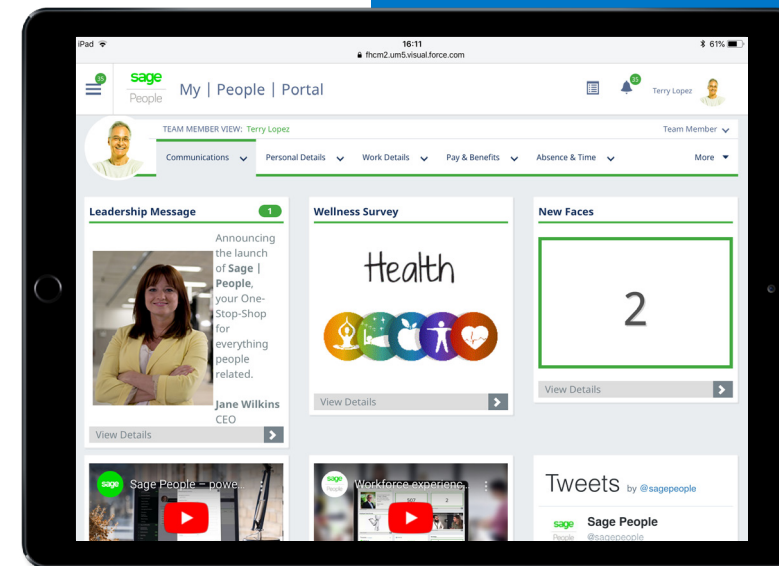 iPad
16:11
61%
fhcm2.um5.visual.force.com
35
sage
People
My | People | Portal
35
Terry Lopez
TEAM MEMBER VIEW: Terry Lopez
Team Member
Communications
Personal Details
Work Details
Pay & Benefits
Absence & Time
More
Leadership Message
1
Announcing
the launch
of Sage |
People,
your One-
Stop-Shop
for
everything
people
related.
Jane Wilkins
CEO
View Details
Wellness Survey
Health
View Details
New Faces
2
View Details
sage
Sage People – powe...
sage
People
Workforce experienc...
507
2
Tweets by @sagepeople
sage
People
Sage People
@sagepeople